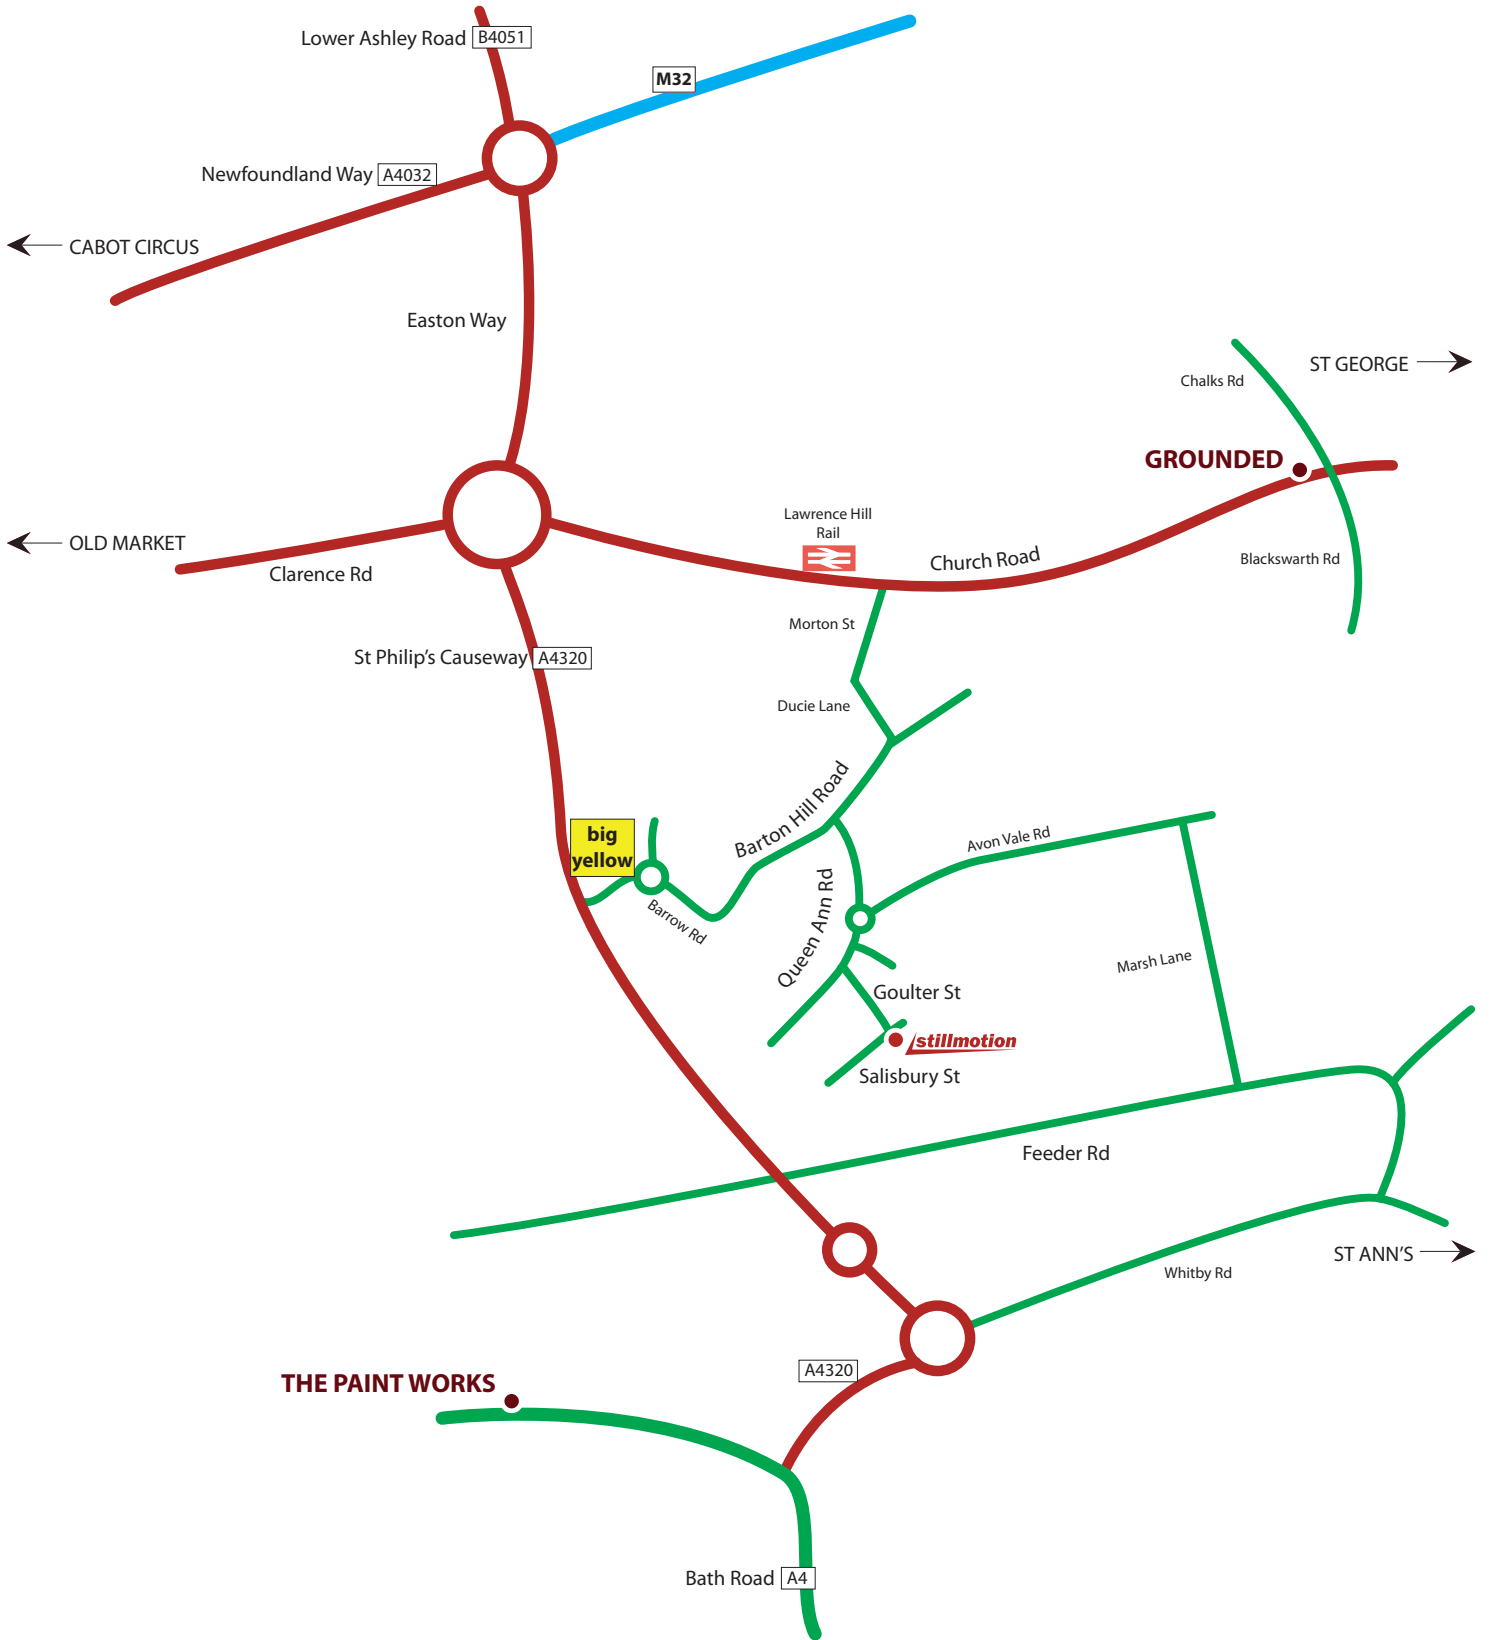 Lower Ashley Road B4051
M32
Newfoundland Way A4032
CABOT CIRCUS
Easton Way
ST GEORGE
Chalks Rd
GROUNDED
Lawrence Hill
Rail
OLD MARKET
Church Road
Blackswarth Rd
Clarence Rd
Morton St
St Philip's Causeway A4320
Ducie Lane
Barton Hill Road
big
yellow
Avon Vale Rd
Barrow Rd
Queen Ann Rd
Marsh Lane
Goulter St
stillmotion
Salisbury St
Feeder Rd
ST ANN'S
Whitby Rd
A4320
THE PAINT WORKS
Bath Road A4